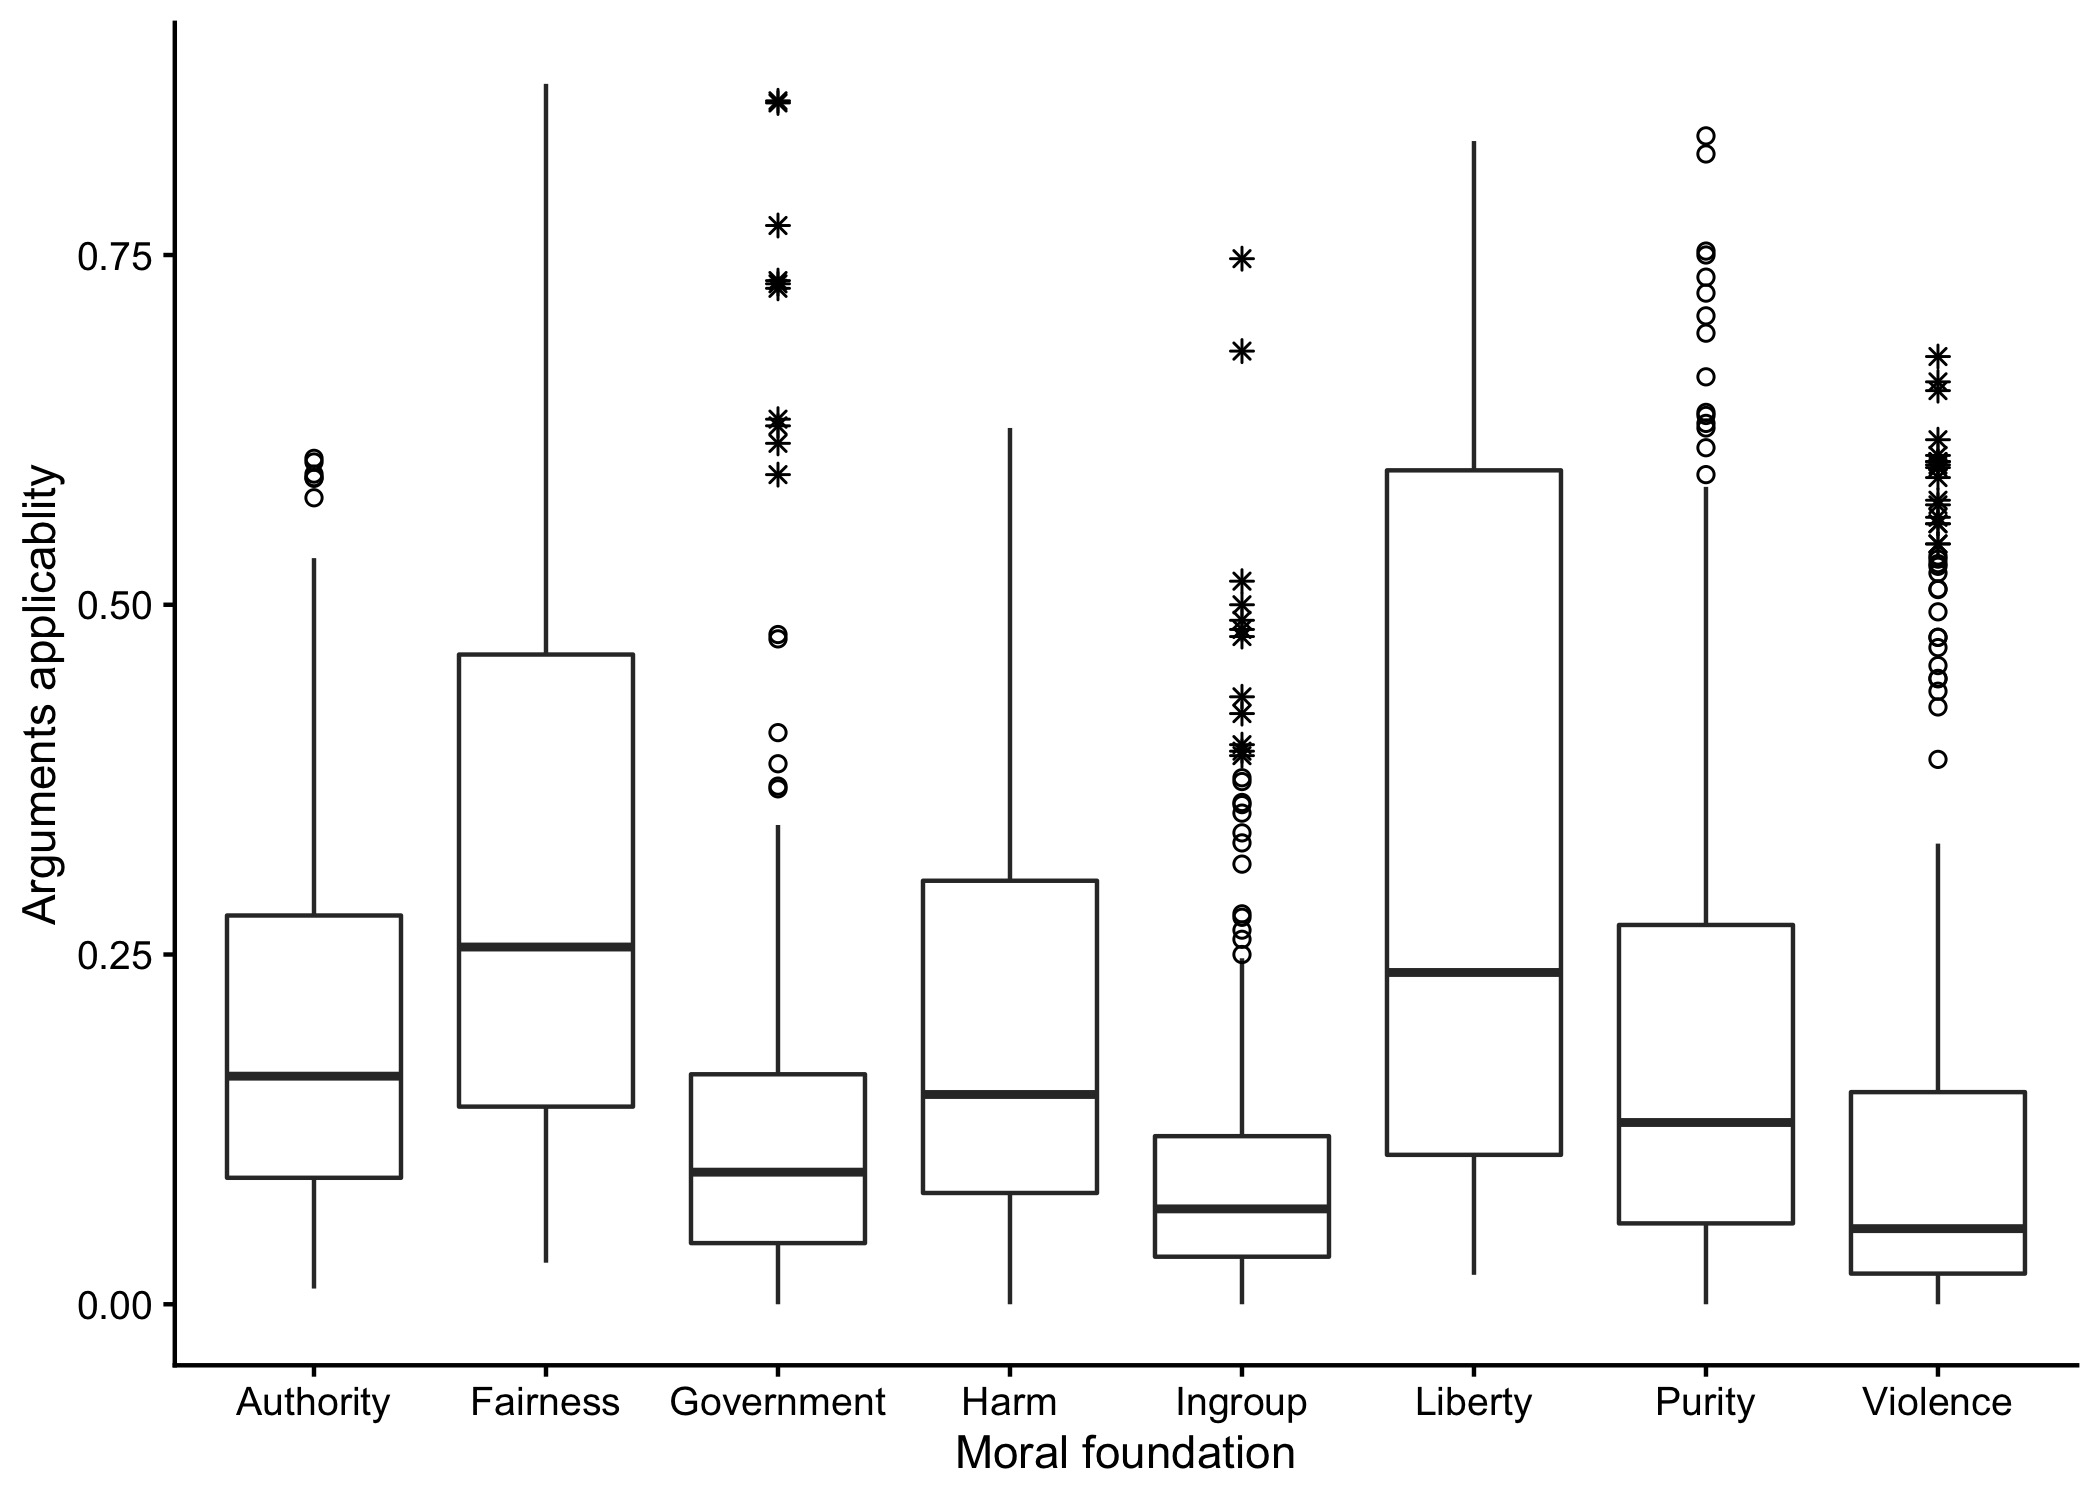 Arguments applicablity
0.75
0.50
0.25
0.00
Authority Fairness Government Harm Ingroup Liberty Purity Violence
Moral foundation